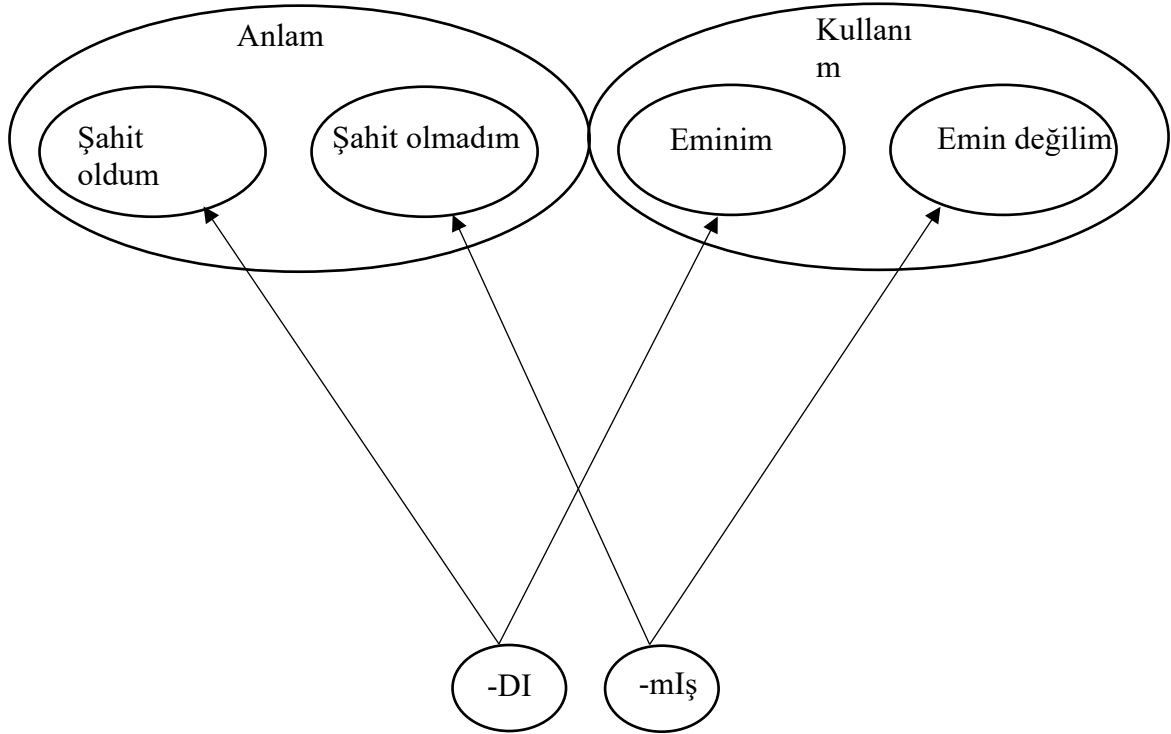 Anlam
Kullanı
m
Şahit
oldum
Şahit olmadım
Eminim
Emin değilim
-DI
-mIş